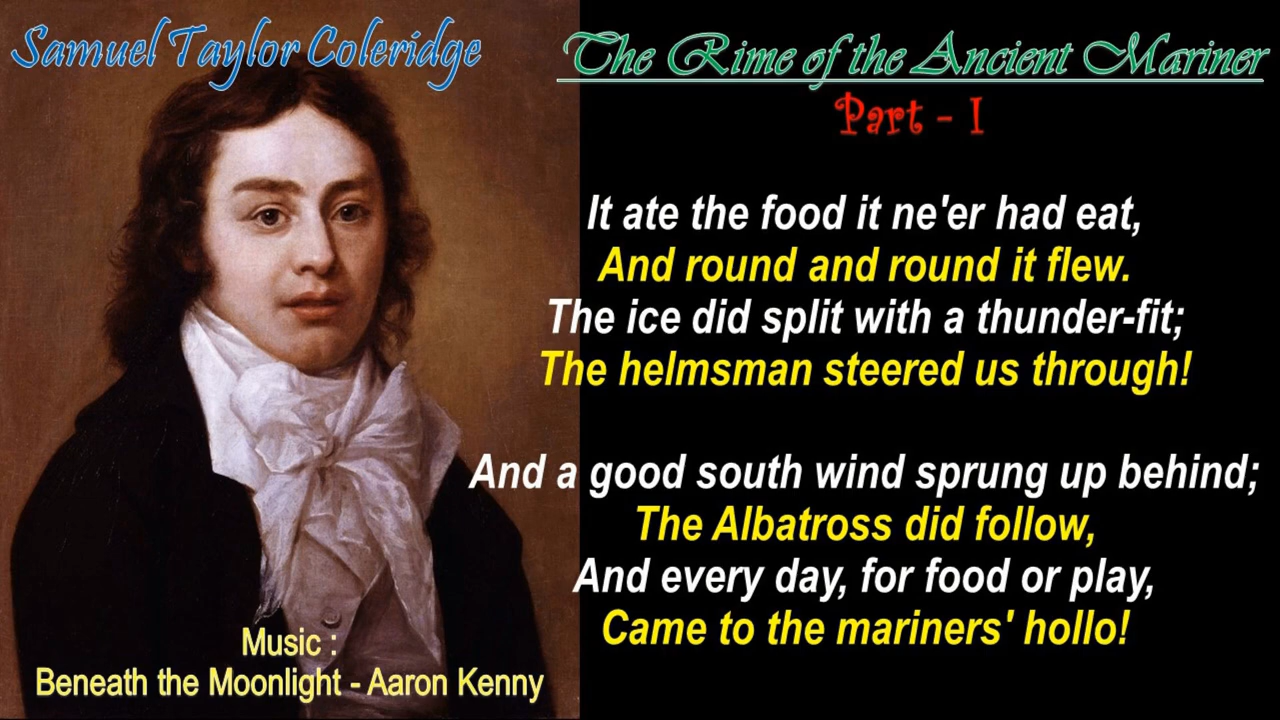 Samuel Taylor Coleridge
The Rime of the Ancient Mariner
Part - I
It ate the food it ne'er had eat,
And round and round it flew.
The ice did split with a thunder-fit;
The helmsman steered us through!
And a good south wind sprung up behind;
The Albatross did follow,
And every day, for food or play,
Came to the mariners' hollo!
Music :
Beneath the Moonlight - Aaron Kenny